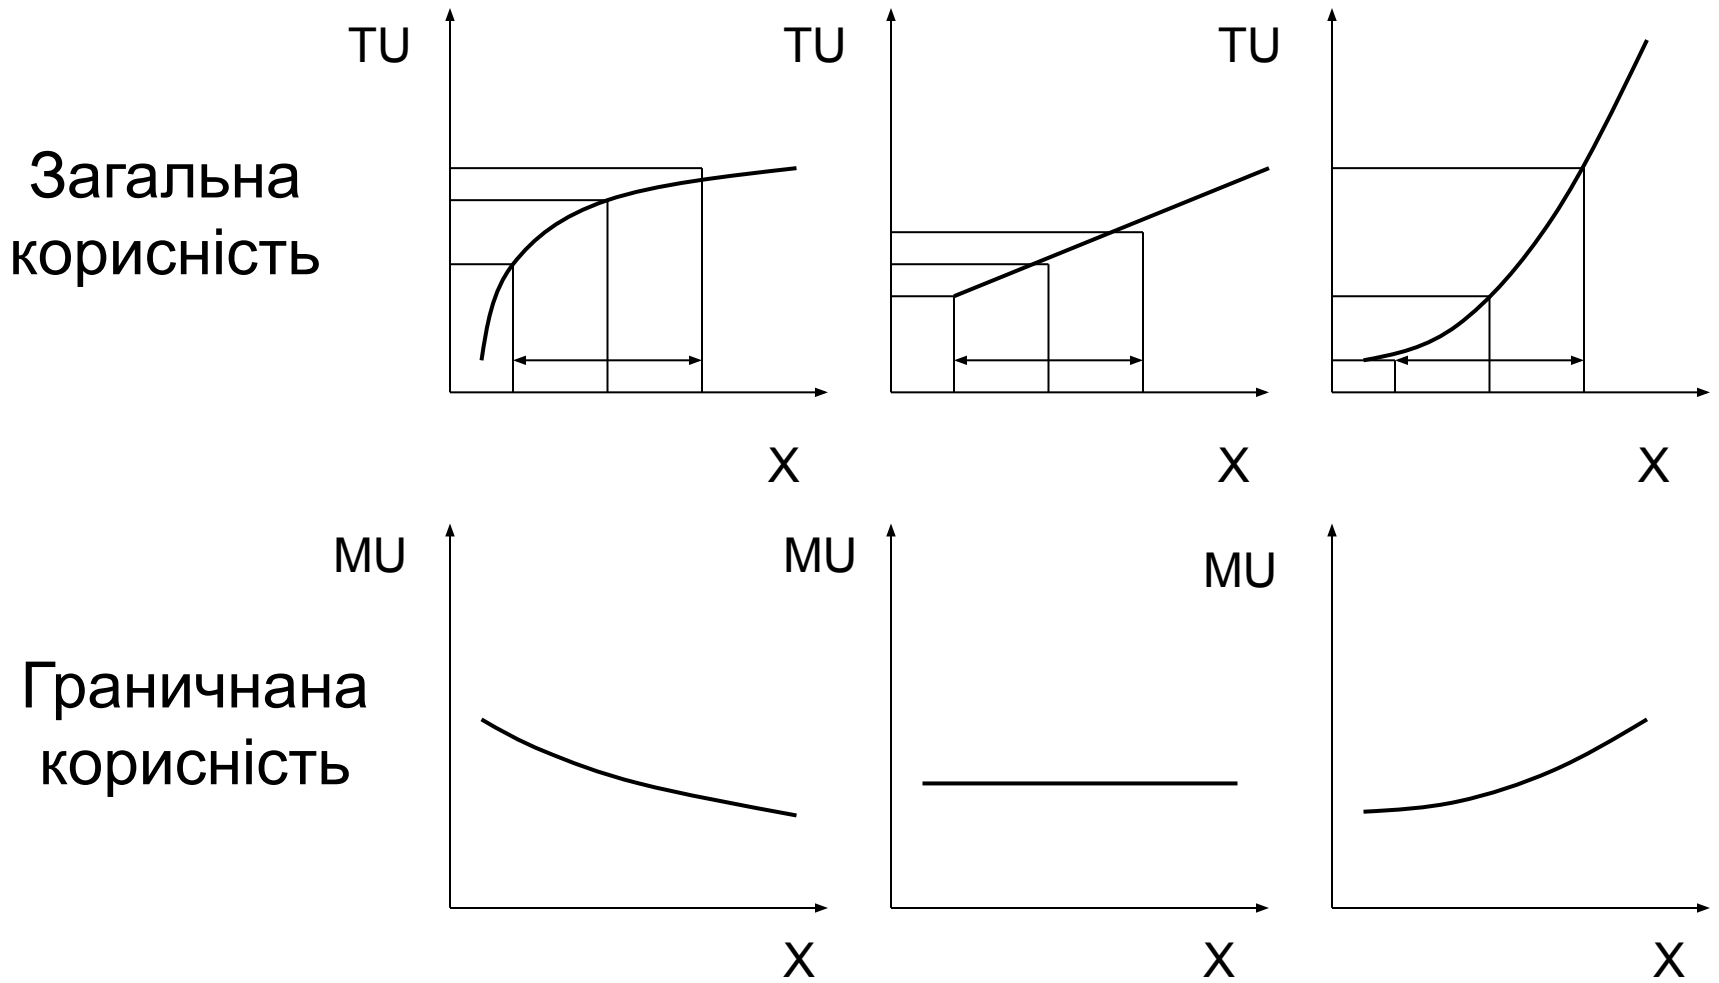 TU
TU
TU
Загальна
корисність
X
X
X
MU
MU
MU
Граничнана
корисність
X
X
X